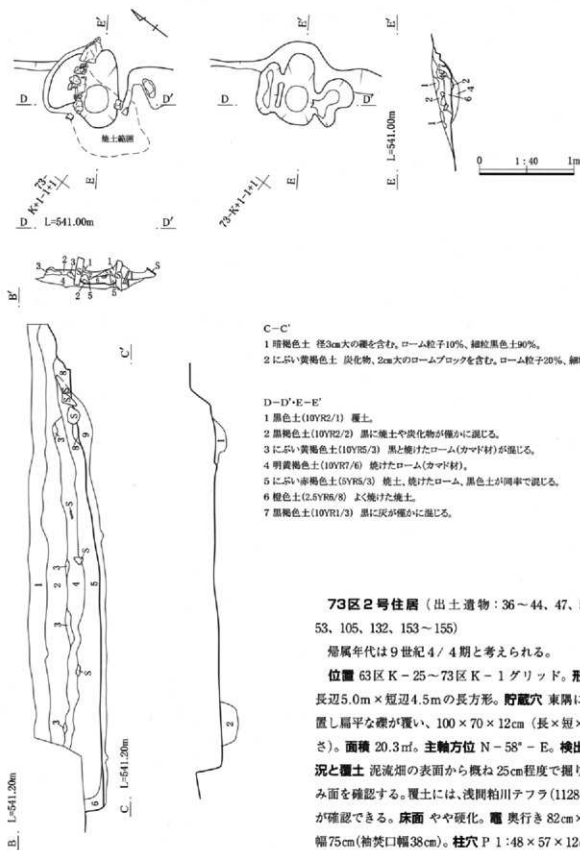 E'
E'
E'
D
D'
D
D'
焼土範囲
E
E
E
L=541.00m
73-K+1-1+1
73-K+1-1+1
D L=541.00m
D'
0 1:40 1m
B'
C'
B L=541.20m
C L=541.20m
C-C'
1 暗褐色土 径3cm大の礫を含む。ローム粒子10%、細粒黒色土90%。
2 にぶい黄褐色土 炭化物、2cm大のロームブロックを含む。ローム粒子20%、細
D-D'・E-E'
1 黒色土(10YR2/1) 覆土。
2 黒褐色土(10YR2/2) 黒に焼土や炭化物が僅かに混じる。
3 にぶい黄褐色土(10YR5/3) 黒と焼けたローム(カマド材)が混じる。
4 明黄褐色土(10YR7/6) 焼けたローム(カマド材)。
5 にぶい赤褐色土(5YR5/3) 焼土、焼けたローム、黒色土が同率で混じる。
6 橙色土(2.5YR6/8) よく焼けた焼土。
7 黒褐色土(10YR1/3) 黒に灰が僅かに混じる。
73区2号住居(出土遺物:36~44、47、
53、105、132、153~155)
帰属年代は9世紀4/4期と考えられる。
位置 63区K-25~73区K-1グリッド。
長辺5.0m×短辺4.5mの長方形。貯蔵穴 東隅に
置し扁平な礫が覆い、100×70×12cm(長×短×
さ)。面積 20.3㎡。主軸方位 N-58°-E。検出
況と覆土 泥流畑の表面から概ね25cm程度で掘り
み面を確認する。覆土には、浅間粕川テフラ(1128
が確認できる。床面 やや硬化。竈 奥行き82cm×
幅75cm(袖焚口幅38cm)。柱穴 P1:48×57×12